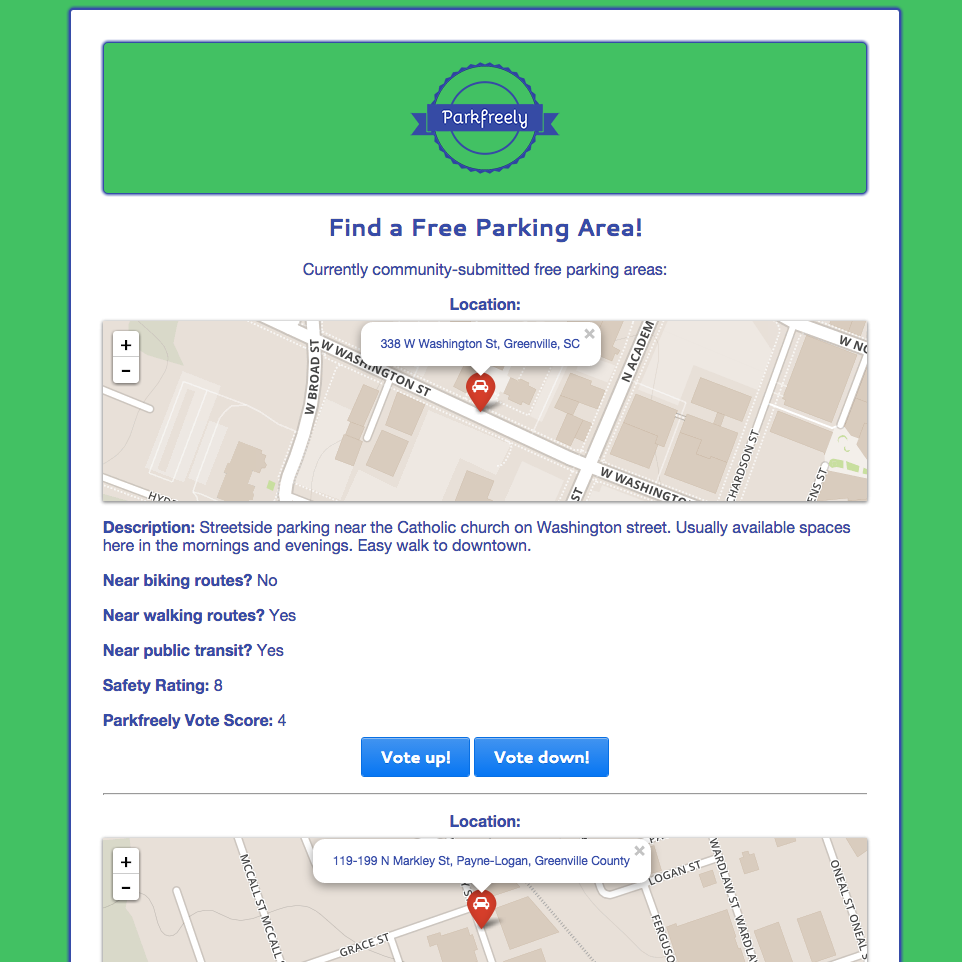 Parkfreely
Find a Free Parking Area!
Currently community-submitted free parking areas:
Location:
+
−
338 W Washington St, Greenville, SC
×
W BROAD ST
W WASHINGTON ST
N ACADEM
W NO
W WASHINGTO
ST
CHARDSON ST
ENS ST
HYD
Description: Streetside parking near the Catholic church on Washington street. Usually available spaces
here in the mornings and evenings. Easy walk to downtown.
Near biking routes? No
Near walking routes? Yes
Near public transit? Yes
Safety Rating: 8
Parkfreely Vote Score: 4
Vote up! Vote down!
Location:
+
−
119-199 N Markley St, Payne-Logan, Greenville County
×
MCCALL ST MCCALL
GRACE ST
LOGAN ST
FERGUSO
WARDLAW ST WARDLA
ONEAL ST ONEAL S